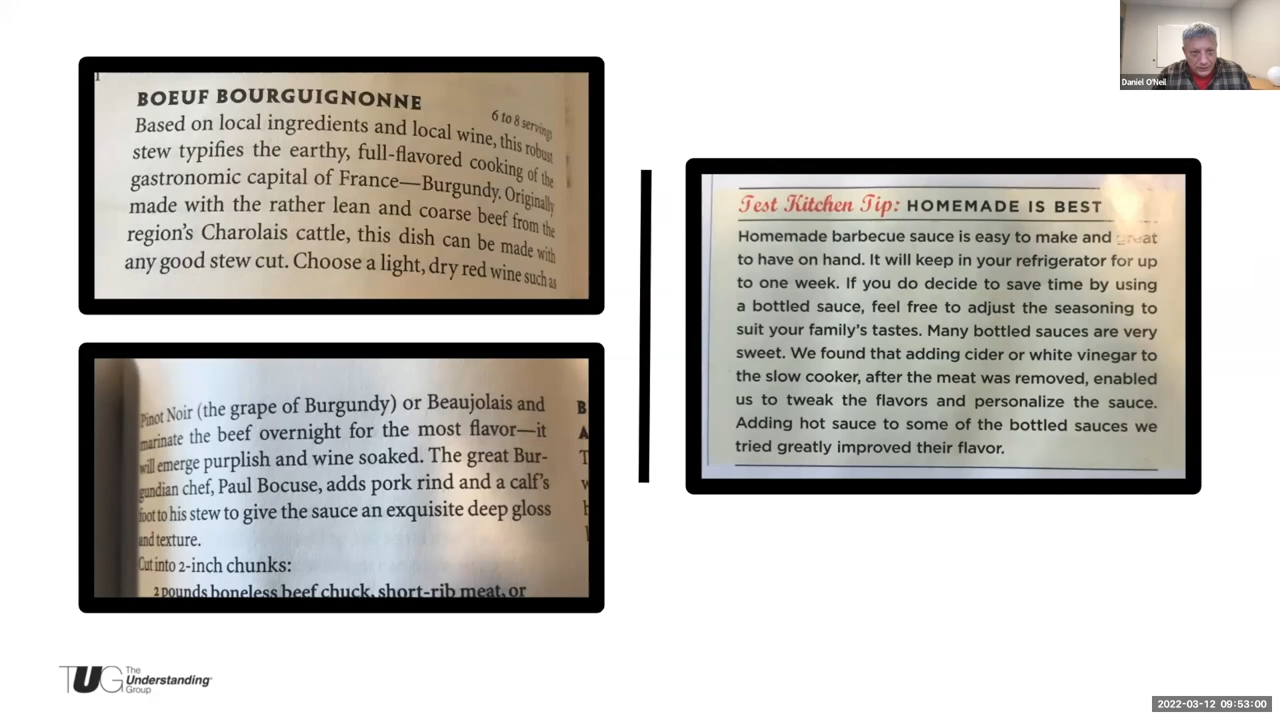 BOEUF BOURGUIGNONNE
6 to 8 servings
Based on local ingredients and local wine, this robust
stew typifies the earthy, full-flavored cooking of the
gastronomic capital of France—Burgundy. Originally
made with the rather lean and coarse beef from the
region's Charolais cattle, this dish can be made with
any good stew cut. Choose a light, dry red wine such as
Pinot Noir (the grape of Burgundy) or Beaujolais and
marinate the beef overnight for the most flavor—it
will emerge purplish and wine soaked. The great Bur-
gundian chef, Paul Bocuse, adds pork rind and a calf's
foot to his stew to give the sauce an exquisite deep gloss
and texture.
Cut into 2-inch chunks:
2 pounds boneless beef chuck, short-rib meat, or
Test Kitchen Tip: HOMEMADE IS BEST
Homemade barbecue sauce is easy to make and great
to have on hand. It will keep in your refrigerator for up
to one week. If you do decide to save time by using
a bottled sauce, feel free to adjust the seasoning to
suit your family's tastes. Many bottled sauces are very
sweet. We found that adding cider or white vinegar to
the slow cooker, after the meat was removed, enabled
us to tweak the flavors and personalize the sauce.
Adding hot sauce to some of the bottled sauces we
tried greatly improved their flavor.
Daniel O'Neil
TUG The
Understanding
Group
2022-03-12 09:53:00